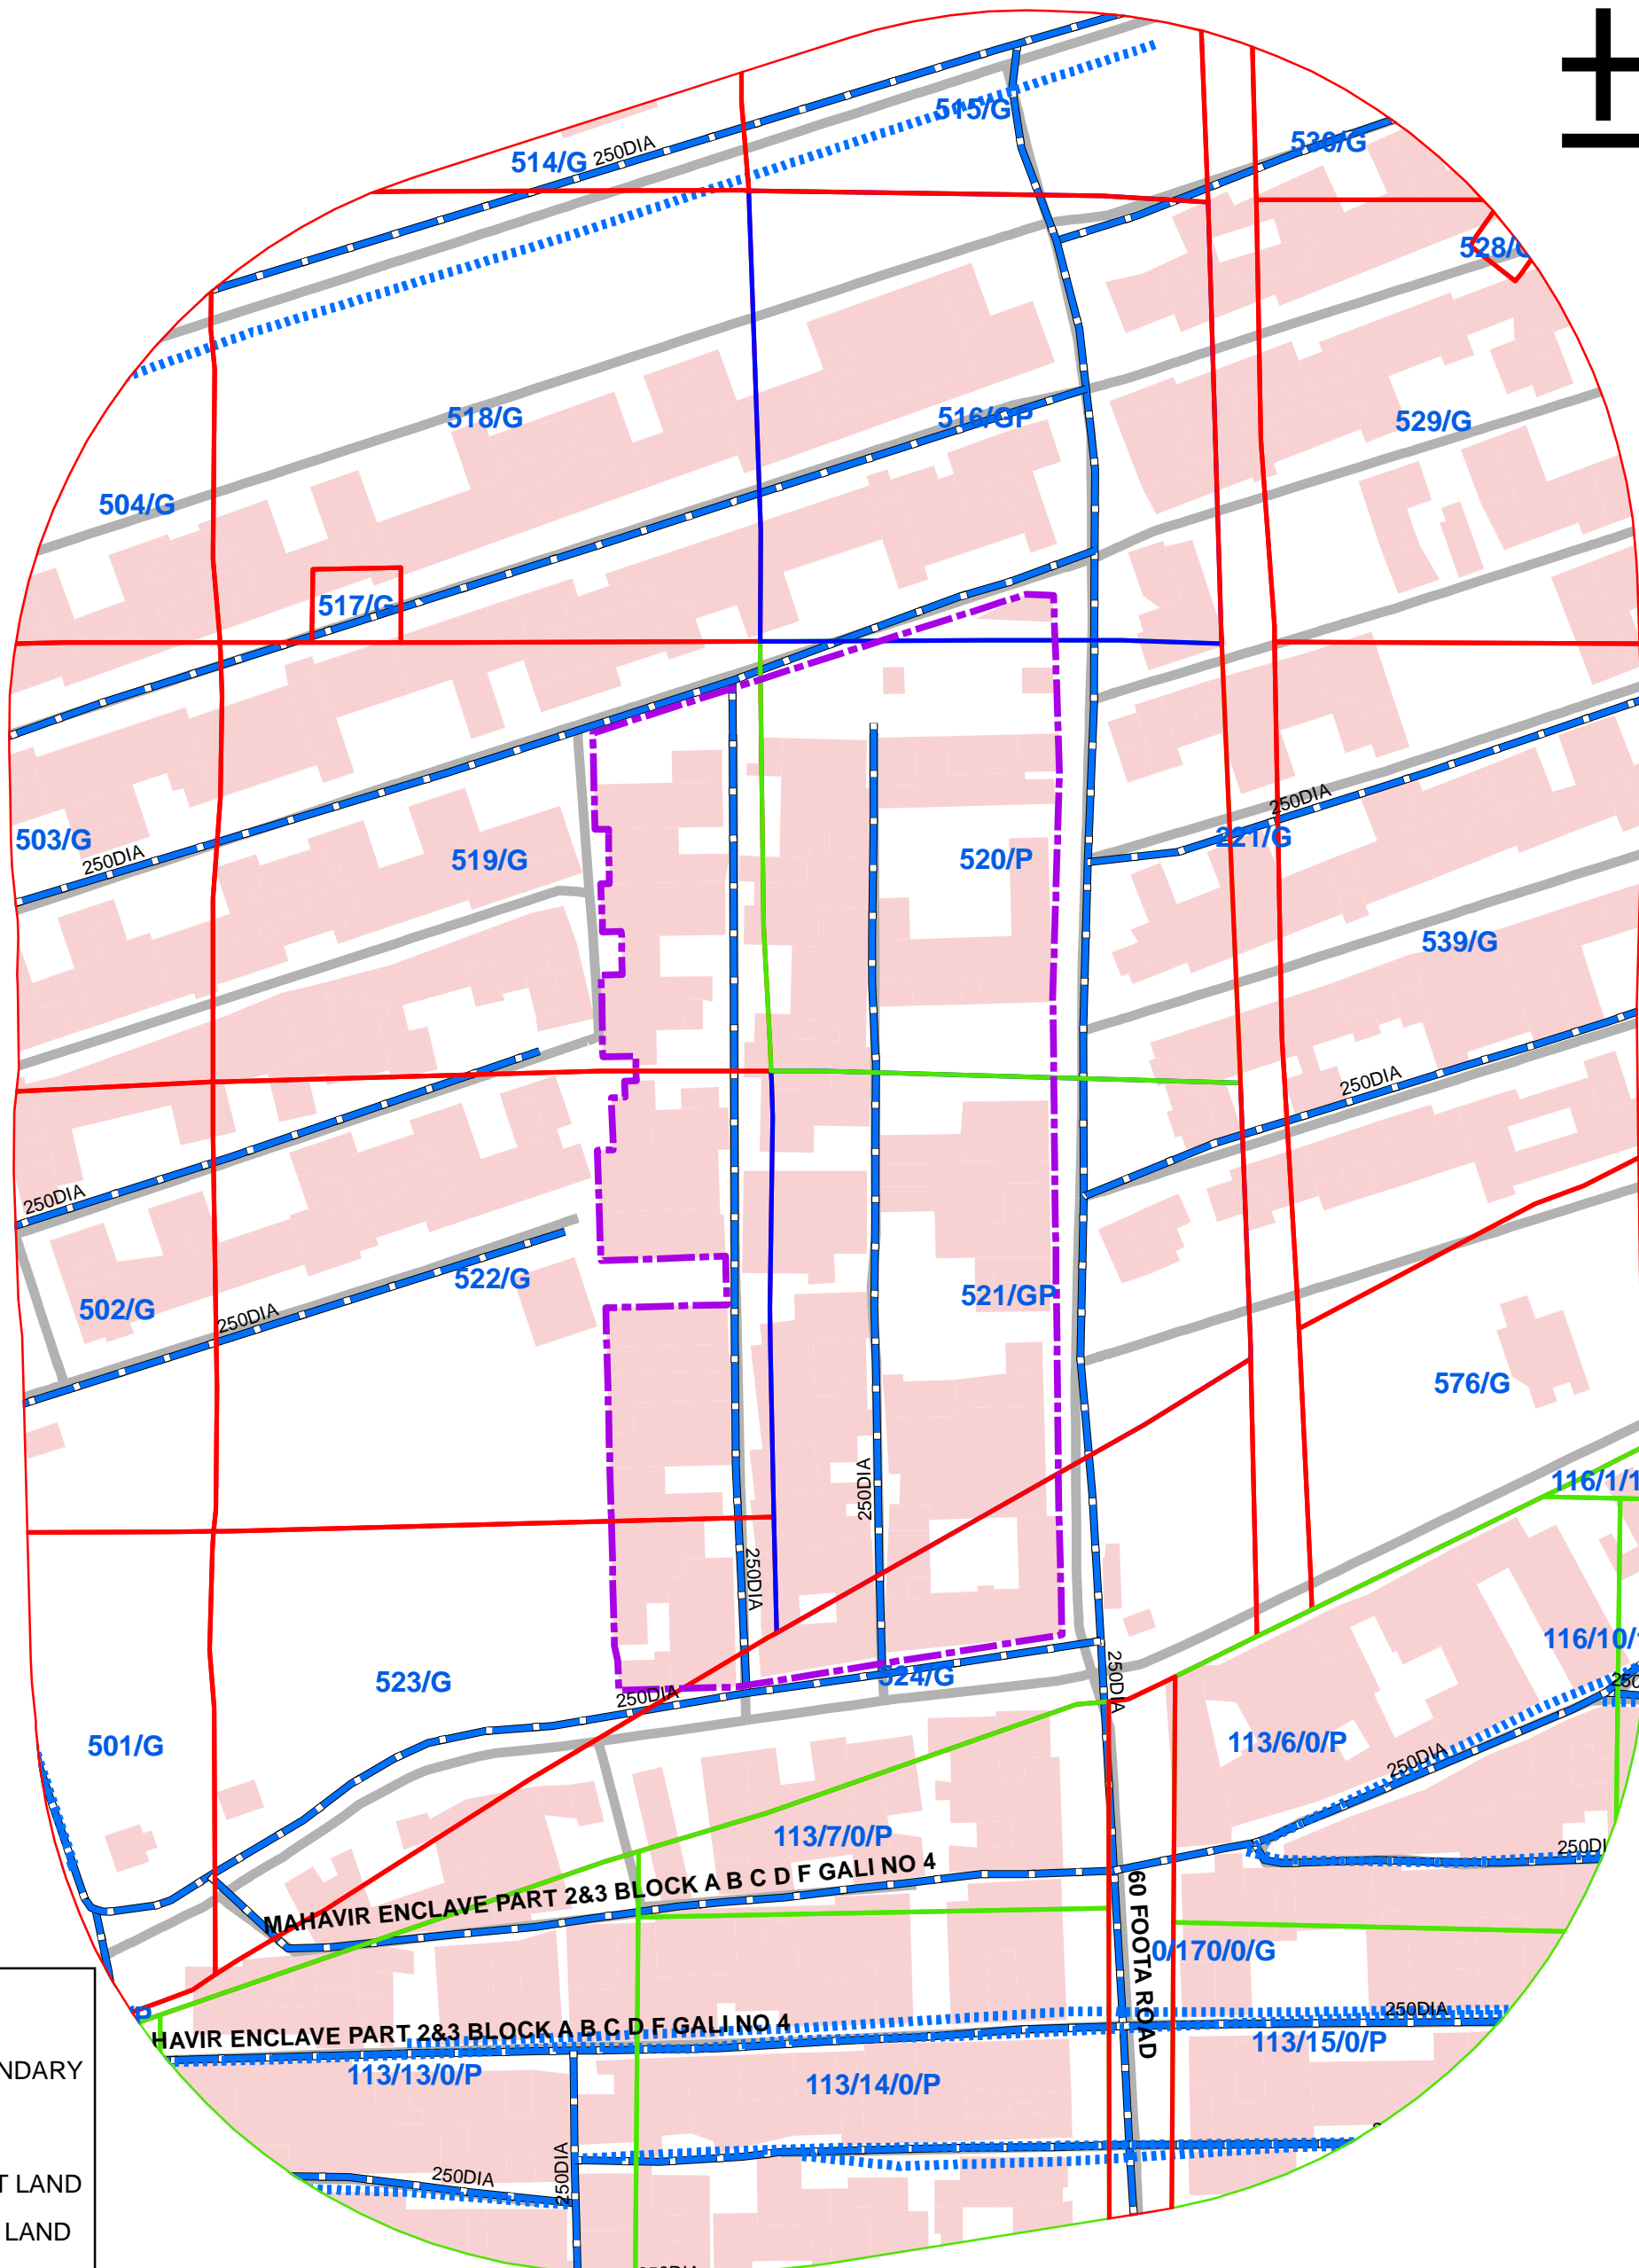 515/G
530/G
514/G
250DIA
528/G
518/G
516/GP
529/G
504/G
517/G
250DIA
503/G
250DIA
519/G
520/P
221/G
539/G
250DIA
250DIA
522/G
521/GP
502/G
250DIA
576/G
116/1/1
250DIA
250DIA
116/10/
523/G
524/G
250DIA
250DIA
250
501/G
113/6/0/P
250DIA
113/7/0/P
250DI
MAHAVIR ENCLAVE PART 2&3 BLOCK A B C D F GALI NO 4
60 FOOTA ROAD
0/170/0/G
/P
250DIA
HAVIR ENCLAVE PART 2&3 BLOCK A B C D F GALI NO 4
113/15/0/P
NDARY
113/13/0/P
113/14/0/P
250DIA
250DIA
T LAND
LAND
250DIA